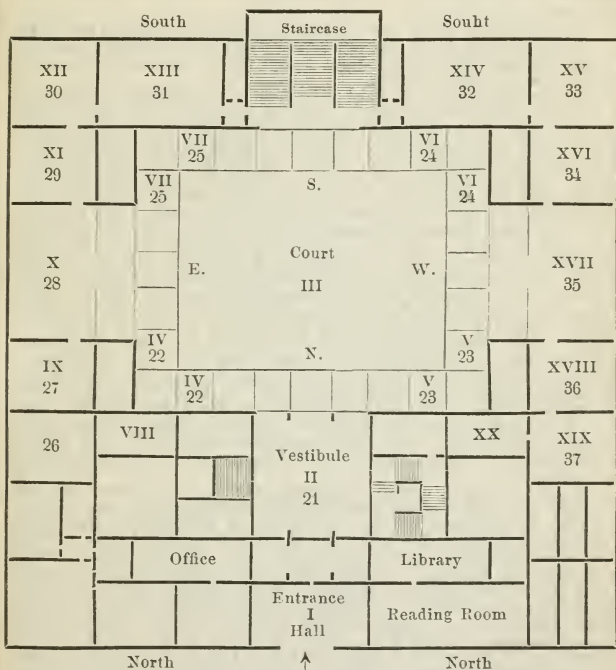 South Souht
Staircase
XII XIII XIV XV
30 31 32 33
VII VI
XI 25 24 XVI
29 34
VII VI
25 S. 24
X E. Court W. XVII
28 III 35
IV N. V
22 23
IX IV V XVIII
27 22 23 36
26 VIII Vestibule XX XIX
II 37
21
Office Library
Entrance
I Reading Room
Hall
North North